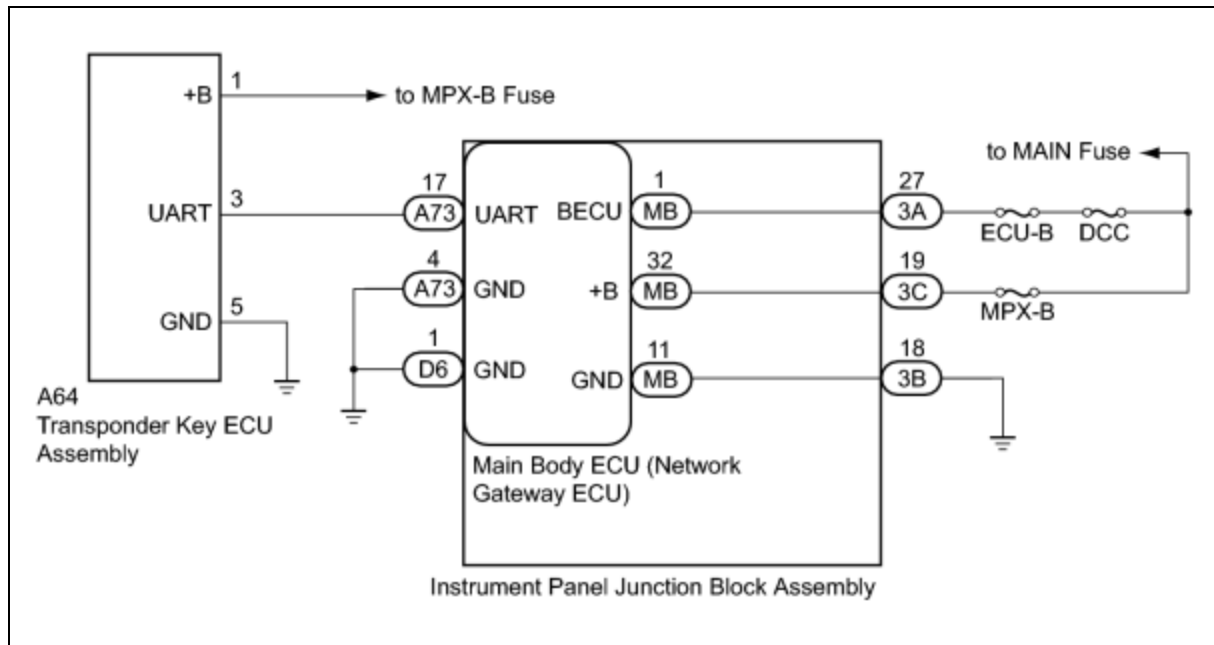 +B
1
to MPX-B Fuse
UART
3
GND
5
A64
Transponder Key ECU
Assembly
17
A73
UART
4
A73
GND
1
D6
GND
BECU
1
MB
+B
32
MB
GND
11
MB
Main Body ECU (Network
Gateway ECU)
to MAIN Fuse
27
3A
ECU-B
DCC
19
3C
MPX-B
18
3B
Instrument Panel Junction Block Assembly